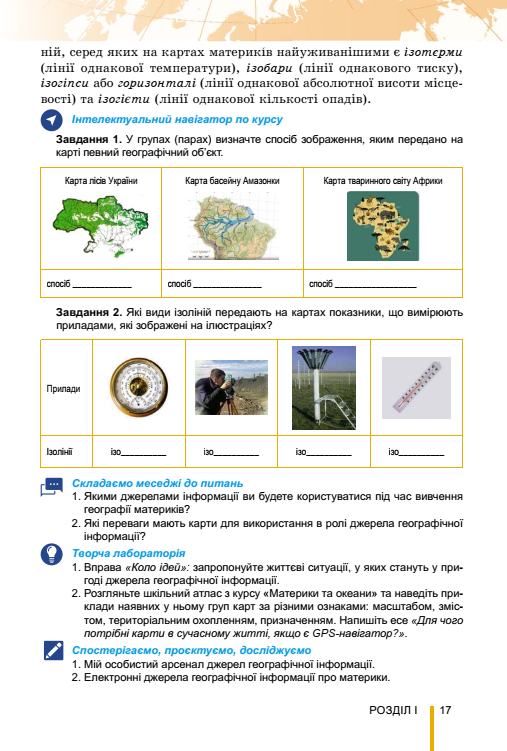 ній, серед яких на картах материків найуживанішими є ізотерми
(лінії однакової температури), ізобари (лінії однакового тиску),
ізогіпси або горизонталі (лінії однакової абсолютної висоти місце-
вості) та ізогієти (лінії однакової кількості опадів).
Інтелектуальний навігатор по курсу
Завдання 1. У групах (парах) визначте спосіб зображення, яким передано на
карті певний географічний об’єкт.
Карта лісів України
Карта басейну Амазонки
Карта тваринного світу Африки
спосіб ____________
спосіб ______________
спосіб _________________
Завдання 2. Які види ізоліній передають на картах показники, що вимірюють
приладами, які зображені на ілюстраціях?
Прилади
Ізолінії
ізо__________
ізо__________
ізо__________
ізо__________
Складаємо меседжі до питань
1. Якими джерелами інформації ви будете користуватися під час вивчення
географії материків?
2. Які переваги мають карти для використання в ролі джерела географічної
інформації?
Творча лабораторія
1. Вправа «Коло ідей»: запропонуйте життєві ситуації, у яких стануть у при-
годі джерела географічної інформації.
2. Розгляньте шкільний атлас з курсу «Материки та океани» та наведіть при-
клади наявних у ньому груп карт за різними ознаками: масштабом, зміс-
том, територіальним охопленням, призначенням. Напишіть есе «Для чого
потрібні карти в сучасному житті, якщо є GPS-навігатор?».
Спостерігаємо, проєктуємо, досліджуємо
1. Мій особистий арсенал джерел географічної інформації.
2. Електронні джерела географічної інформації про материки.
РОЗДІЛ І 17